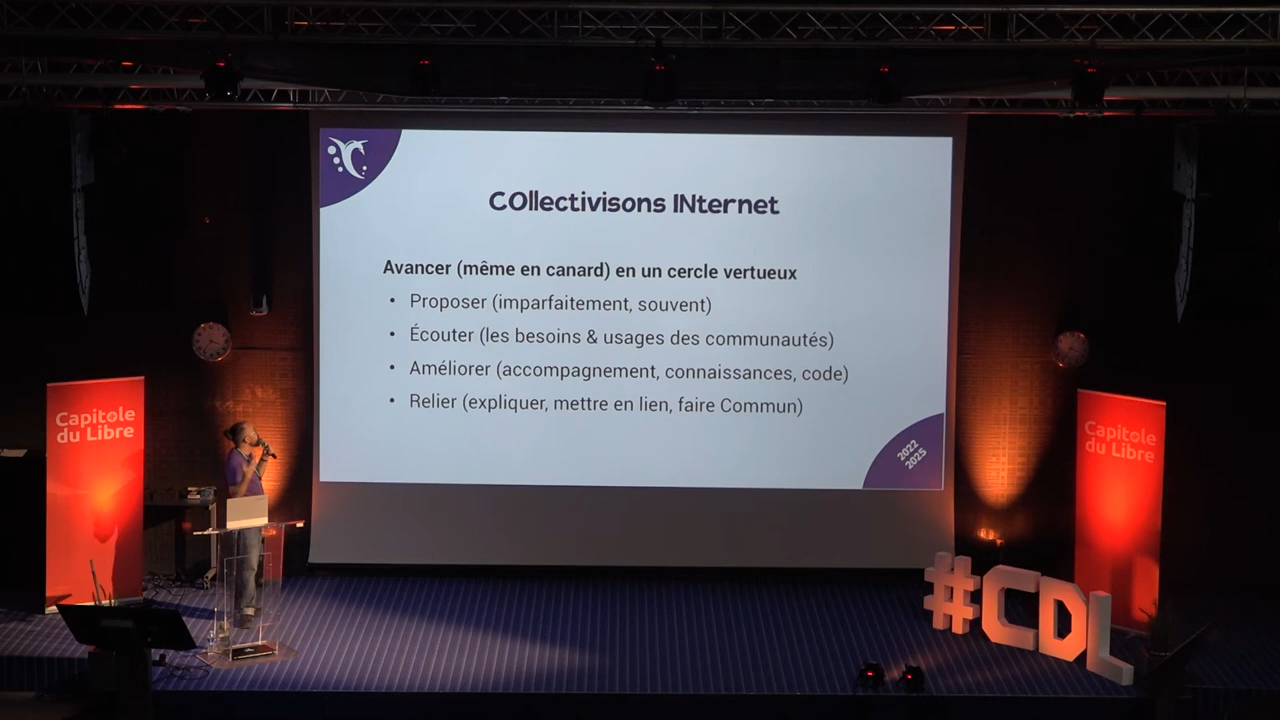 COllectivisons INternet
Avancer (même en canard) en un cercle vertueux
• Proposer (imparfaitement, souvent)
• Écouter (les besoins & usages des communautés)
• Améliorer (accompagnement, connaissances, code)
• Relier (expliquer, mettre en lien, faire Commun)
2022
2025
Capitole
du Libre
Capitole
du Libre
#CDL